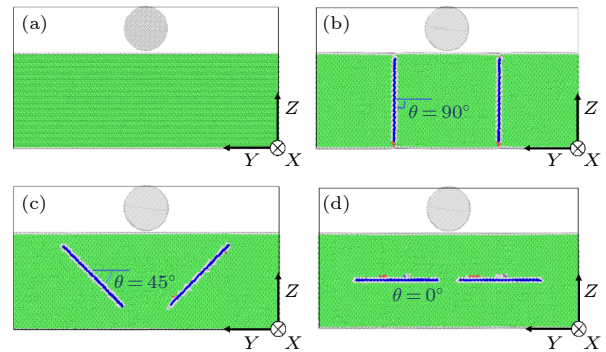 (a)
Z
Y
X
(b)
θ = 90°
Z
Y
X
(c)
θ = 45°
Z
Y
X
(d)
θ = 0°
Z
Y
X